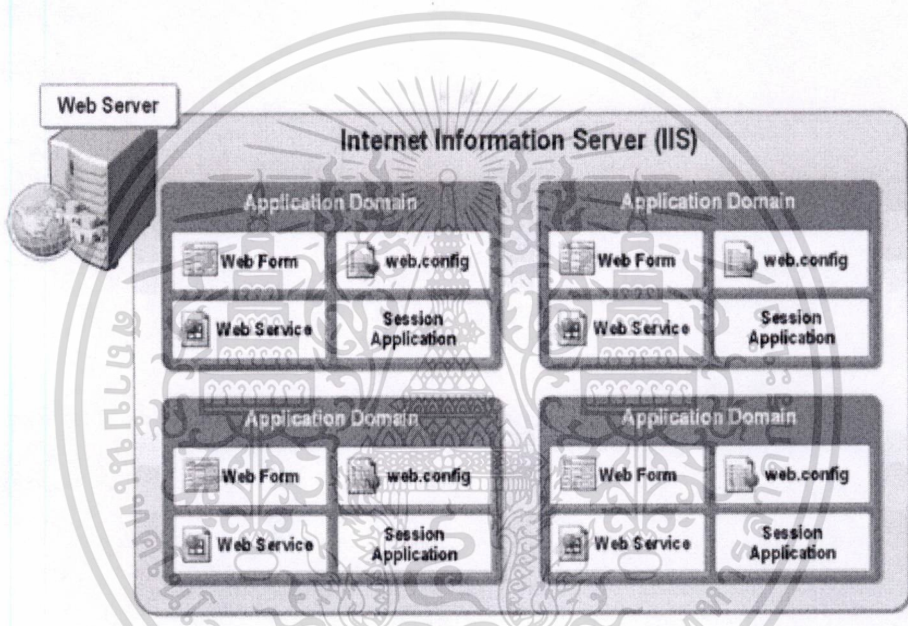 Web Server
Internet Information Server (IIS)
Application Domain
Web Form
web.config
Web Service
Session
Application
Application Domain
Web Form
web.config
Web Service
Session
Application
Application Domain
Web Form
web.config
Web Service
Session
Application
Application Domain
Web Form
web.config
Web Service
Session
Application